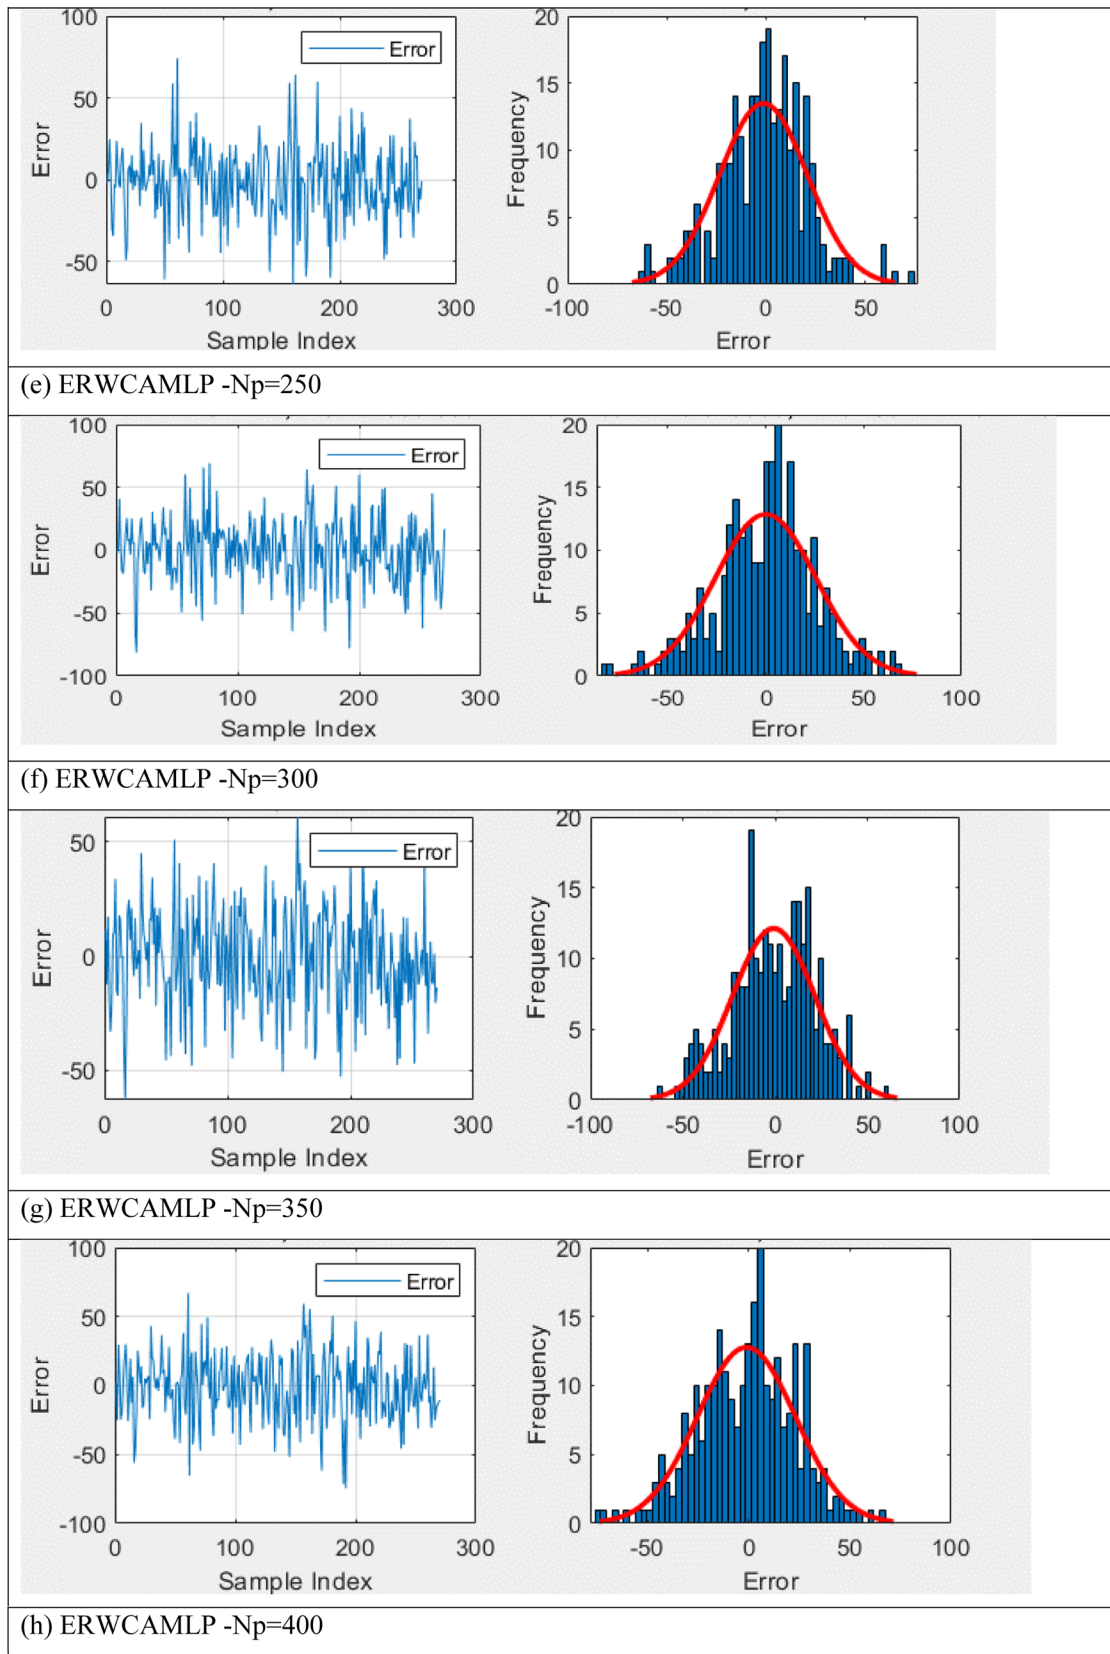 100
50
0
-50
Error
Error
0
100
200
300
Sample Index
20
15
10
5
0
Frequency
-100
-50
0
50
Error
(e) ERWCAMLP -Np=250
100
50
0
-50
-100
Error
Error
0
100
200
300
Sample Index
20
15
10
5
0
Frequency
-50
0
50
100
Error
(f) ERWCAMLP -Np=300
50
0
-50
Error
Error
0
100
200
300
Sample Index
20
15
10
5
0
Frequency
-100
-50
0
50
100
Error
(g) ERWCAMLP -Np=350
100
50
0
-50
-100
Error
Error
0
100
200
300
Sample Index
20
15
10
5
0
Frequency
-50
0
50
100
Error
(h) ERWCAMLP -Np=400